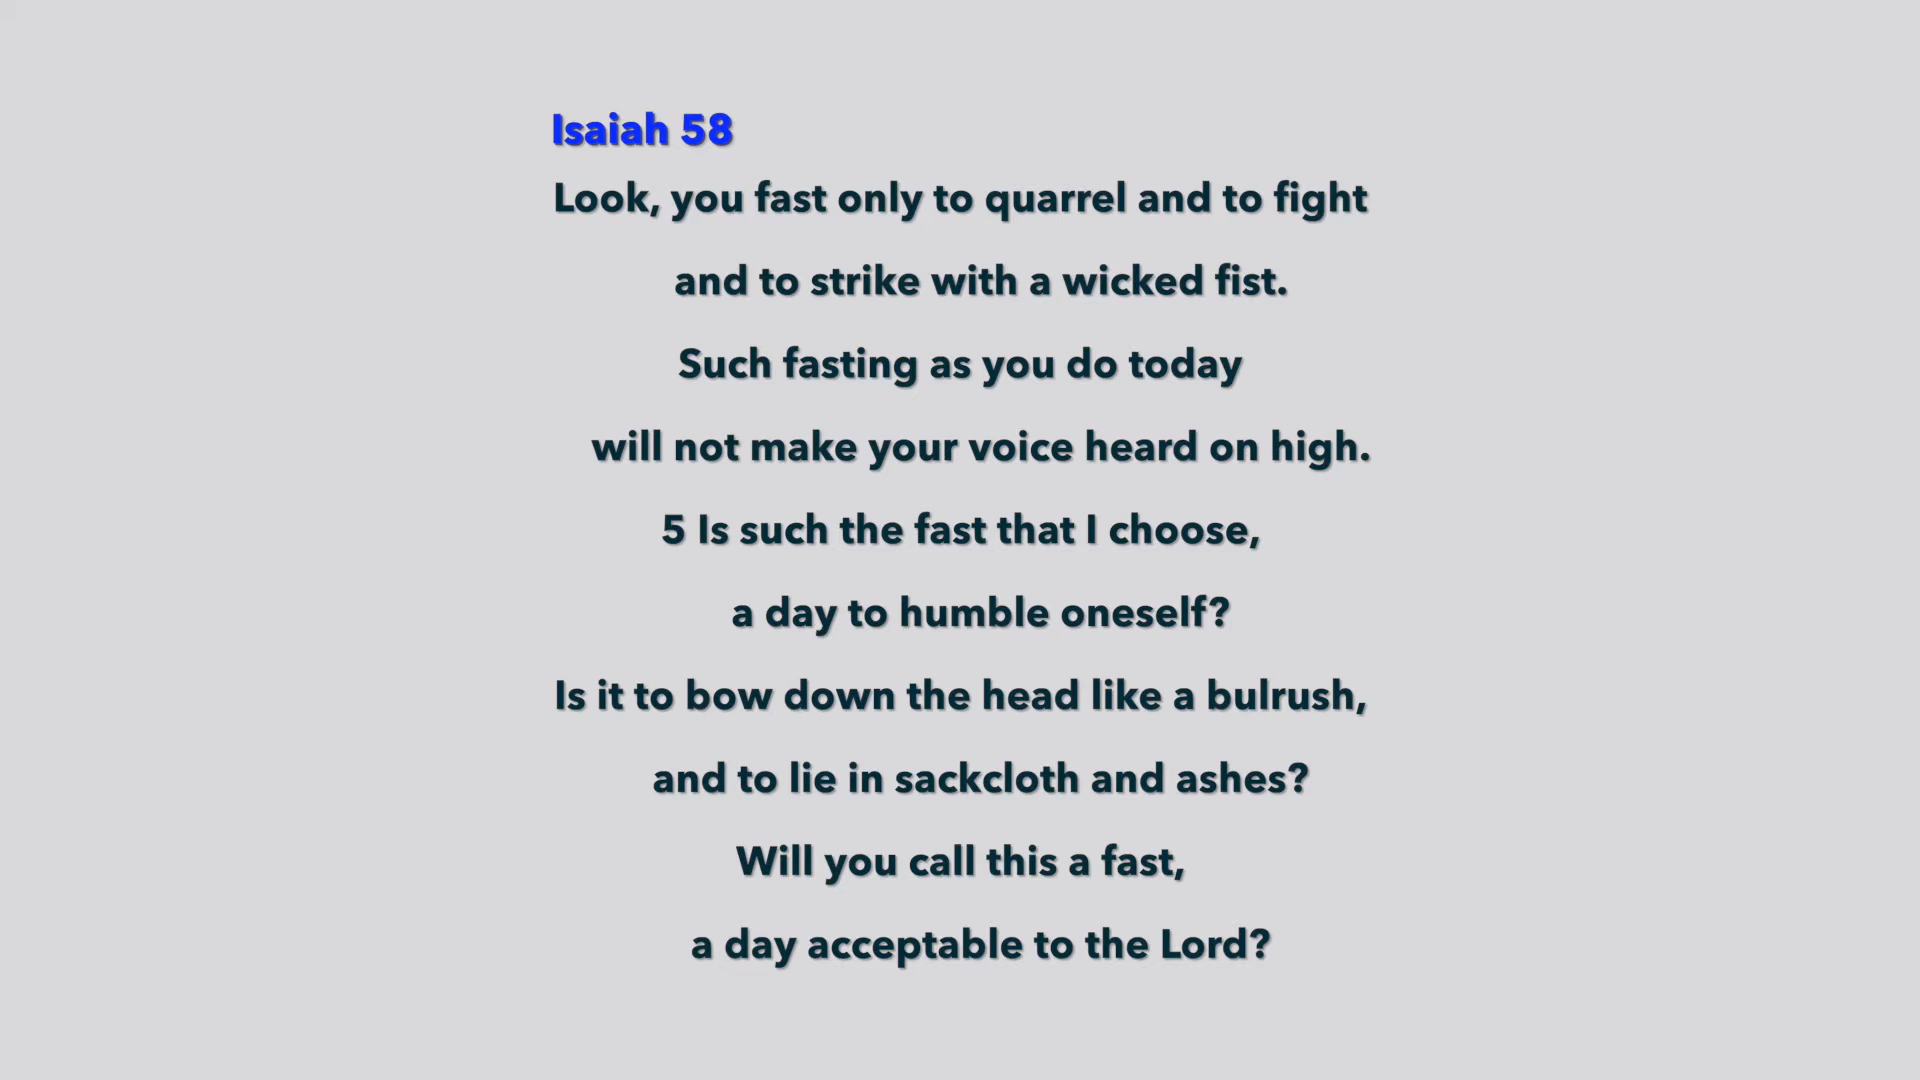 Isaiah 58
Look, you fast only to quarrel and to fight
and to strike with a wicked fist.
Such fasting as you do today
will not make your voice heard on high.
5 Is such the fast that I choose,
a day to humble oneself?
Is it to bow down the head like a bulrush,
and to lie in sackcloth and ashes?
Will you call this a fast,
a day acceptable to the Lord?